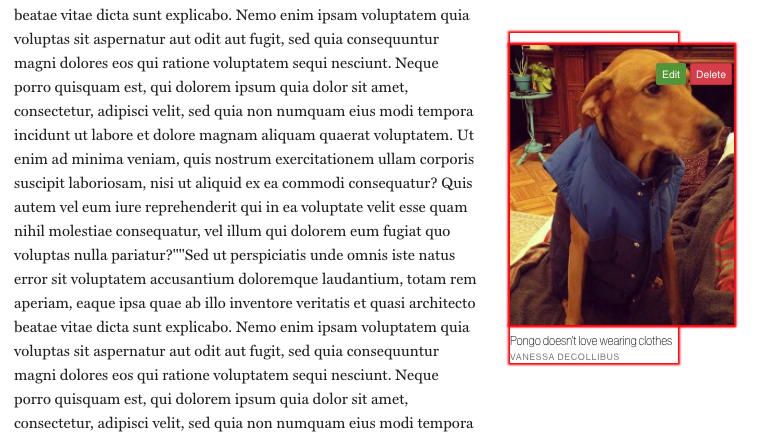 beatae vitae dicta sunt explicabo. Nemo enim ipsam voluptatem quia
voluptas sit aspernatur aut odit aut fugit, sed quia consequuntur
magni dolores eos qui ratione voluptatem sequi nesciunt. Neque
porro quisquam est, qui dolorem ipsum quia dolor sit amet,
consectetur, adipisci velit, sed quia non numquam eius modi tempora
incidunt ut labore et dolore magnam aliquam quaerat voluptatem. Ut
enim ad minima veniam, quis nostrum exercitationem ullam corporis
suscipit laboriosam, nisi ut aliquid ex ea commodi consequatur? Quis
autem vel eum iure reprehenderit qui in ea voluptate velit esse quam
nihil molestiae consequatur, vel illum qui dolorem eum fugiat quo
voluptas nulla pariatur?""Sed ut perspiciatis unde omnis iste natus
error sit voluptatem accusantium doloremque laudantium, totam rem
aperiam, eaque ipsa quae ab illo inventore veritatis et quasi architecto
beatae vitae dicta sunt explicabo. Nemo enim ipsam voluptatem quia
voluptas sit aspernatur aut odit aut fugit, sed quia consequuntur
magni dolores eos qui ratione voluptatem sequi nesciunt. Neque
porro quisquam est, qui dolorem ipsum quia dolor sit amet,
consectetur, adipisci velit, sed quia non numquam eius modi tempora
Edit Delete
Pongo doesn't love wearing clothes
VANESSA DECOLLIBUS